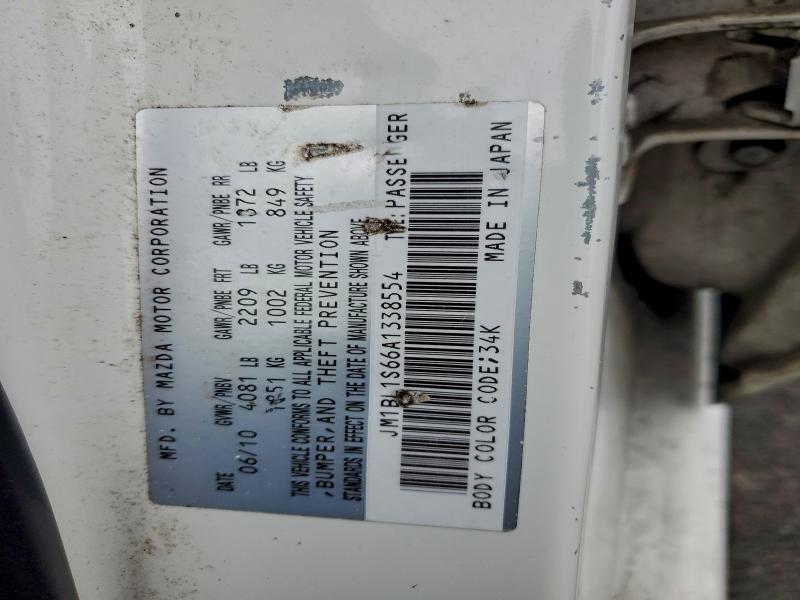 MFD. BY MAZDA MOTOR CORPORATION
DATE GVWR/PNBV GAWR/PNBE FRT GAWR/PNBE RR
06/10 4081 LB 2209 LB 1872 LB
1851 KG 1002 KG 849 KG
THIS VEHICLE CONFORMS TO ALL APPLICABLE FEDERAL MOTOR VEHICLE SAFETY
,BUMPER,AND THEFT PREVENTION
STANDARDS IN EFFECT ON THE DATE OF MANUFACTURE SHOWN ABOVE
JM1BL1S66A1338554 TYPE:PASSENGER
BODY COLOR CODE;34K MADE IN JAPAN